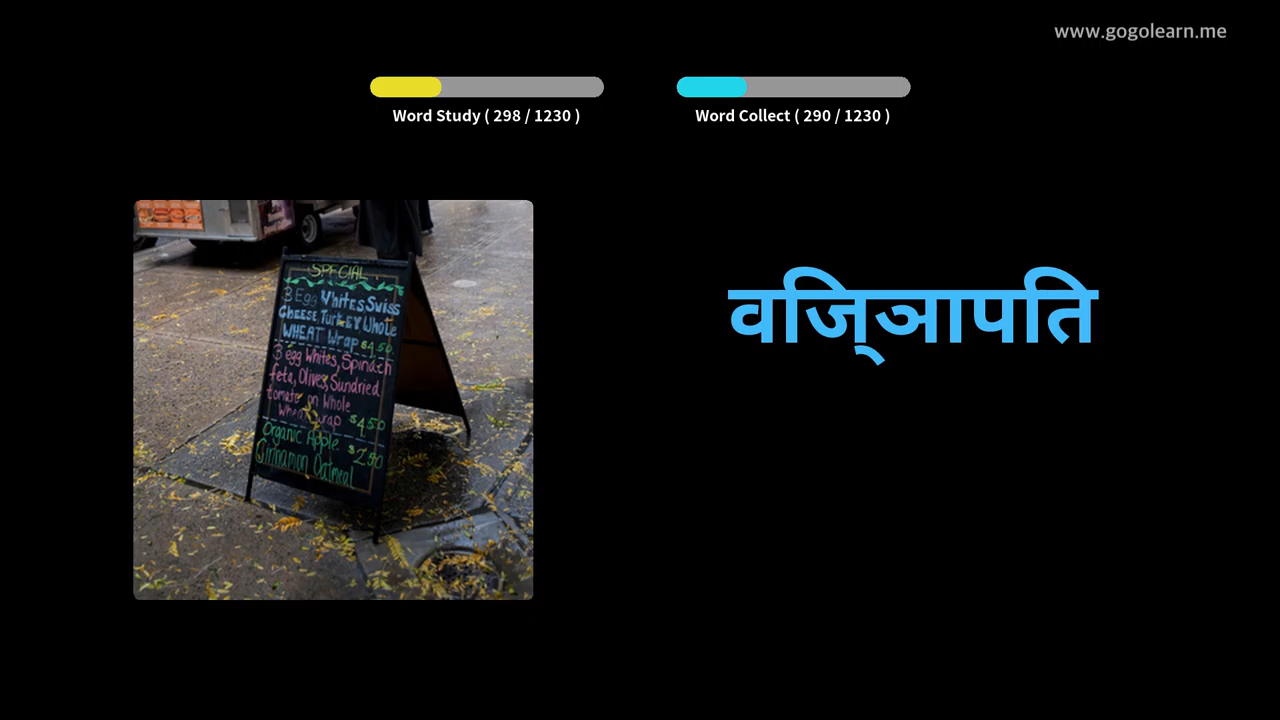 www.gogolearn.me
Word Study ( 298 / 1230 )
Word Collect ( 290 / 1230 )
SPECIAL
3 Egg Whites, Swiss
Cheese, Turkey Whole
WHEAT Wrap $4.50
3 egg Whites, Spinach
feta, Olives, Sundried
tomato on Whole
Wheat Wrap $4.50
Organic Apple
Cinnamon Oatmeal $2.50
वजि्ञापति